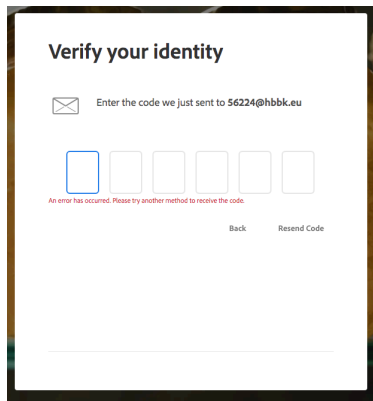 Verify your identity
Enter the code we just sent to 56224@hbbk.eu
An error has occurred. Please try another method to receive the code.
Back Resend Code